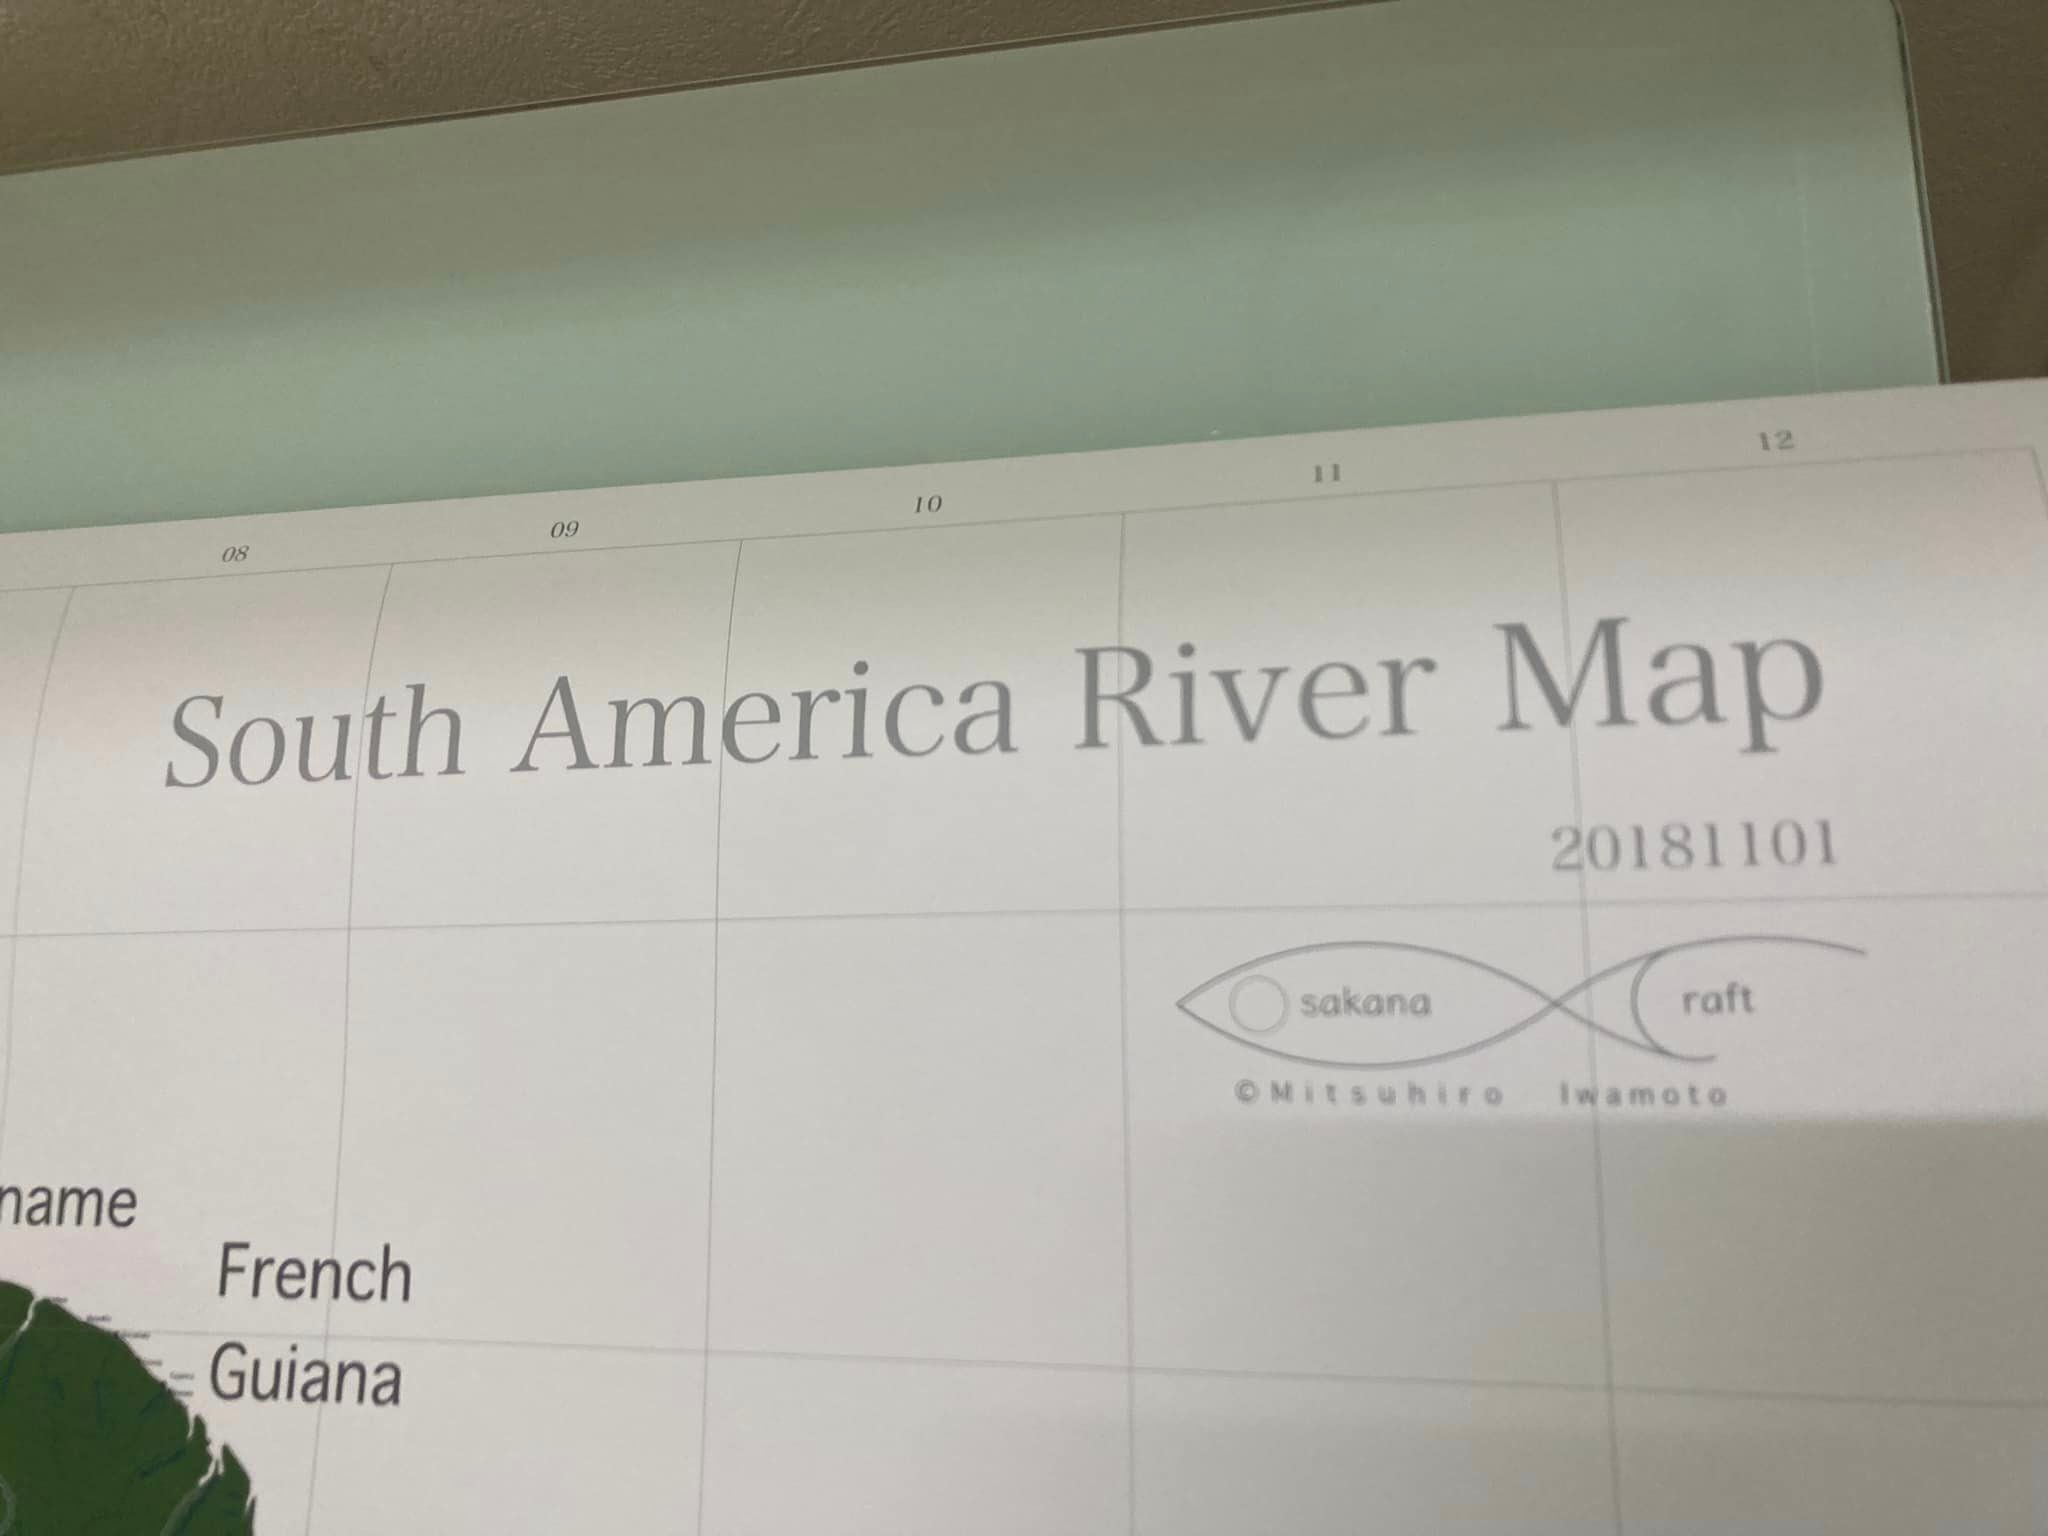 08 09 10 11 12
South America River Map
20181101
sakana raft
©Mitsuhiro Iwamoto
name
French
Guiana